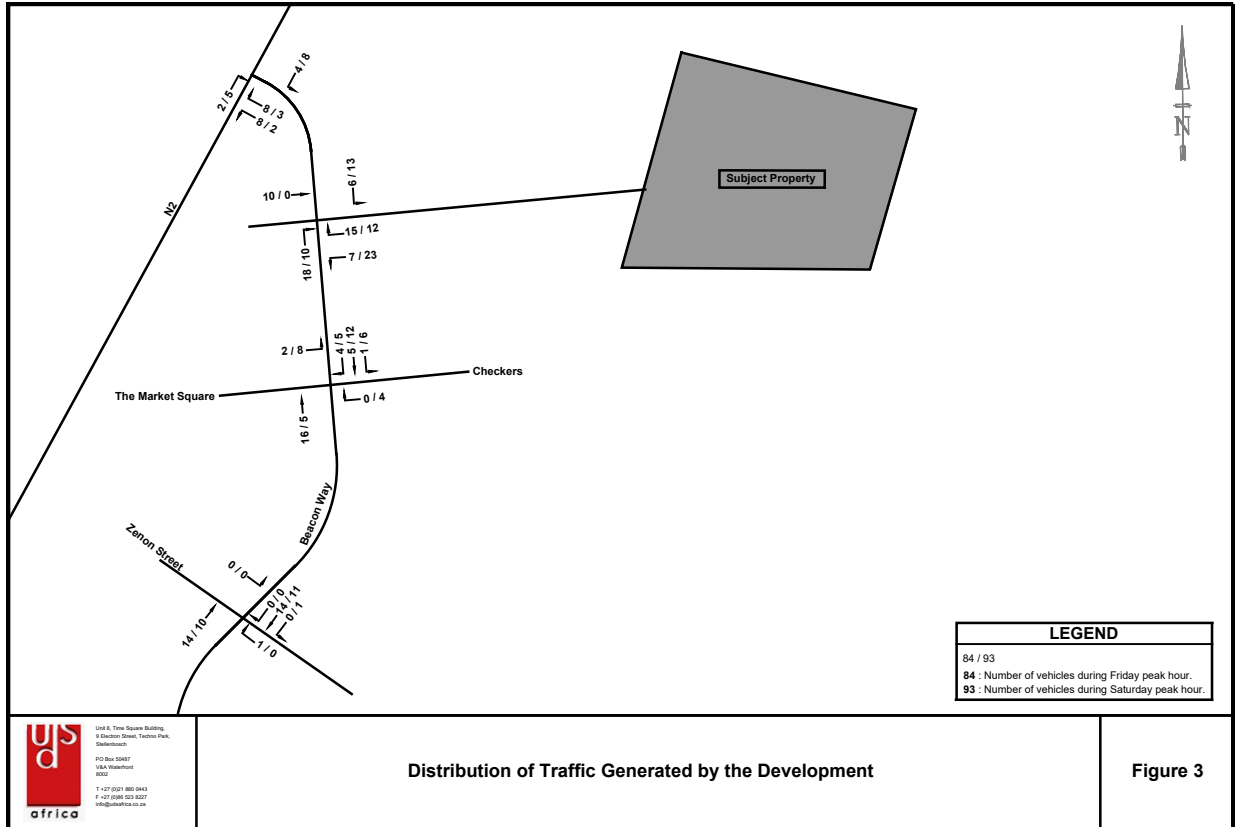 4 / 8
2 / 5
8 / 3
8 / 2
N2
6 / 13
10 / 0
Subject Property
N
15 / 12
18 / 10
7 / 23
2 / 8
4 / 5
5 / 12
1 / 6
Checkers
The Market Square
0 / 4
16 / 5
Beacon Way
Zenon Street
0 / 0
0 / 0
14 / 11
0 / 1
14 / 10
1 / 0
LEGEND
84 / 93
84 : Number of vehicles during Friday peak hour.
93 : Number of vehicles during Saturday peak hour.
uds
africa
Unit 8, Time Square Building,
9 Electron Street, Techno Park,
Stellenbosch
PO Box 50487
V&A Waterfront
8002
T +27 (0)21 880 0443
F +27 (0)86 523 8227
info@udsafrica.co.za
Distribution of Traffic Generated by the Development
Figure 3